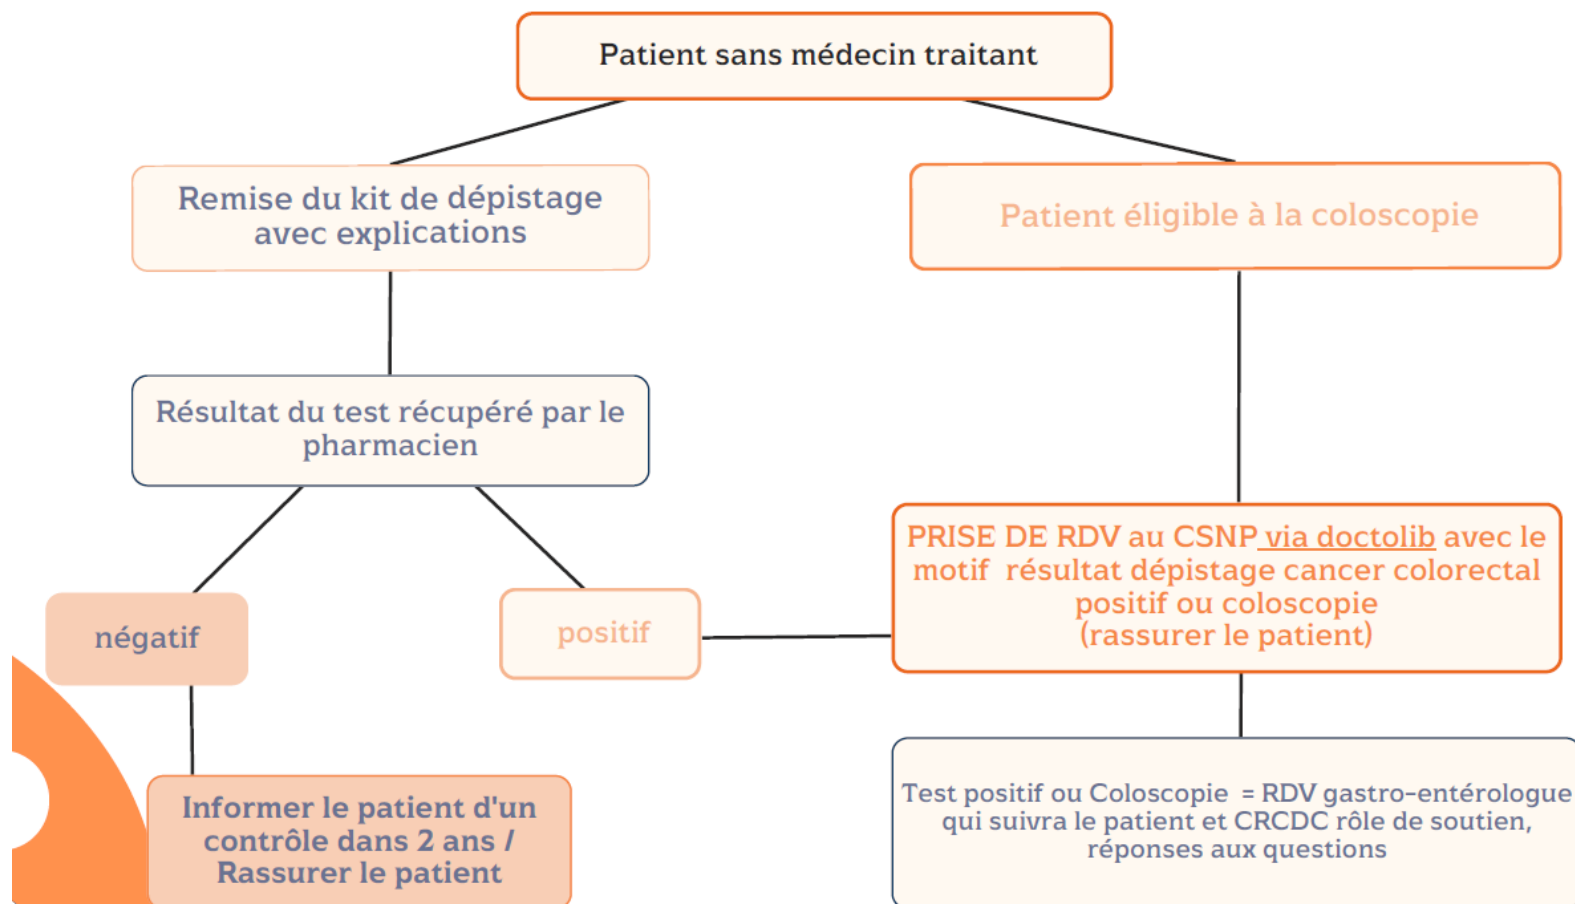 Patient sans médecin traitant
Remise du kit de dépistage
avec explications
Patient éligible à la coloscopie
Résultat du test récupéré par le
pharmacien
négatif
positif
PRISE DE RDV au CSNP via doctolib avec le
motif résultat dépistage cancer colorectal
positif ou coloscopie
(rassurer le patient)
Informer le patient d'un
contrôle dans 2 ans /
Rassurer le patient
Test positif ou Coloscopie = RDV gastro-entérologue
qui suivra le patient et CRCDC rôle de soutien,
réponses aux questions